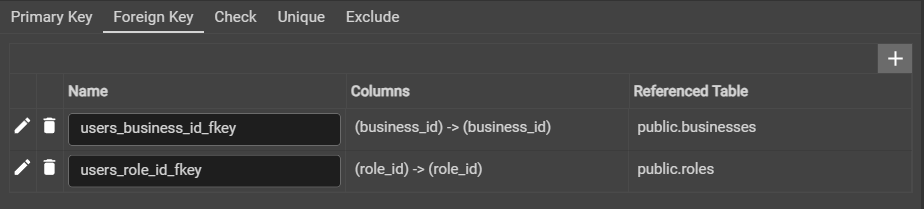 Primary Key Foreign Key Check Unique Exclude
Name Columns Referenced Table
users_business_id_fkey (business_id) -> (business_id) public.businesses
users_role_id_fkey (role_id) -> (role_id) public.roles